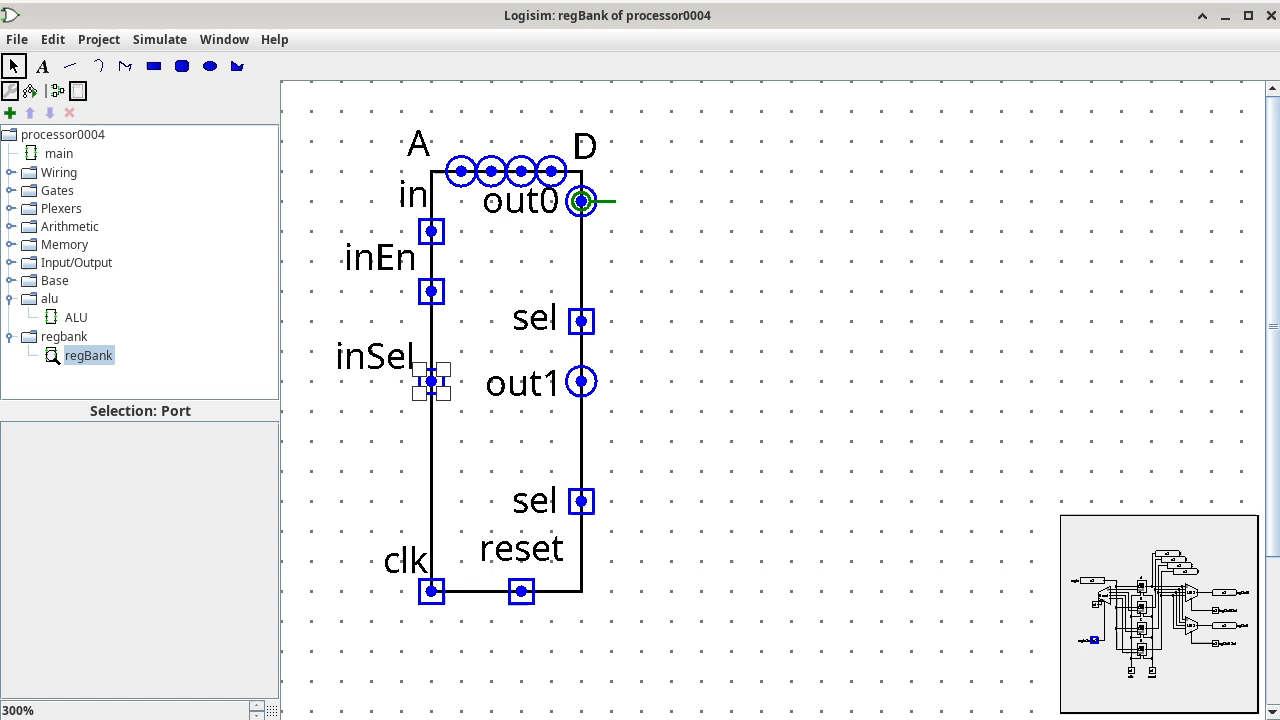 Logisim: regBank of processor0004
File Edit Project Simulate Window Help
A
processor0004
main
Wiring
Gates
Plexers
Arithmetic
Memory
Input/Output
Base
alu
ALU
regbank
regBank
Selection: Port
300%
A D
in out0
inEn
sel
inSel
out1
sel
reset
clk